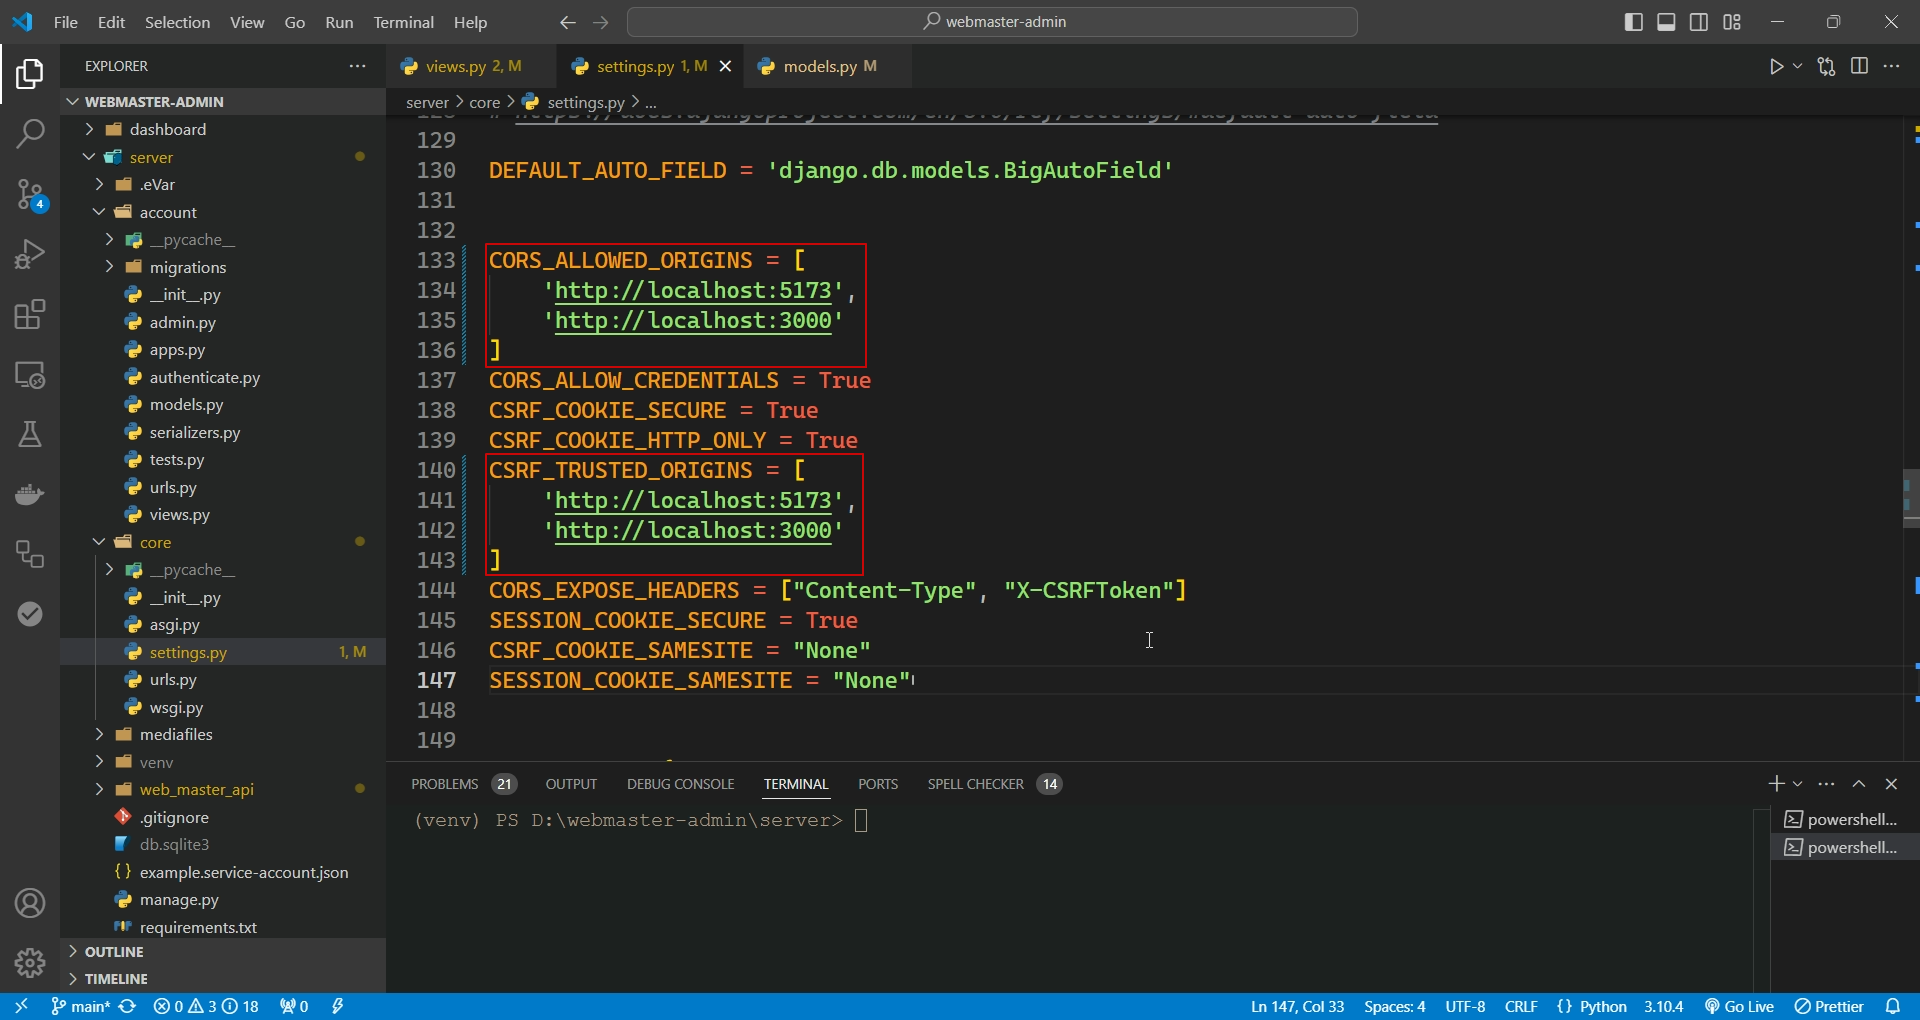 File Edit Selection View Go Run Terminal Help
webmaster-admin
EXPLORER
WEBMASTER-ADMIN
dashboard
server
.eVar
account
__pycache__
migrations
__init__.py
admin.py
apps.py
authenticate.py
models.py
serializers.py
tests.py
urls.py
views.py
core
__pycache__
__init__.py
asgi.py
settings.py 1, M
urls.py
wsgi.py
mediafiles
venv
web_master_api
.gitignore
db.sqlite3
example.service-account.json
manage.py
requirements.txt
OUTLINE
TIMELINE
4
views.py 2, M
settings.py 1, M
models.py M
server > core > settings.py > ...
129
130 DEFAULT_AUTO_FIELD = 'django.db.models.BigAutoField'
131
132
133 CORS_ALLOWED_ORIGINS = [
134 'http://localhost:5173',
135 'http://localhost:3000'
136 ]
137 CORS_ALLOW_CREDENTIALS = True
138 CSRF_COOKIE_SECURE = True
139 CSRF_COOKIE_HTTP_ONLY = True
140 CSRF_TRUSTED_ORIGINS = [
141 'http://localhost:5173',
142 'http://localhost:3000'
143 ]
144 CORS_EXPOSE_HEADERS = ["Content-Type", "X-CSRFToken"]
145 SESSION_COOKIE_SECURE = True
146 CSRF_COOKIE_SAMESITE = "None"
147 SESSION_COOKIE_SAMESITE = "None"
148
149
PROBLEMS 21 OUTPUT DEBUG CONSOLE TERMINAL PORTS SPELL CHECKER 14
(venv) PS D:\webmaster-admin\server>
powershell...
powershell...
main* 0 3 18 0 Ln 147, Col 33 Spaces: 4 UTF-8 CRLF {} Python 3.10.4 Go Live Prettier